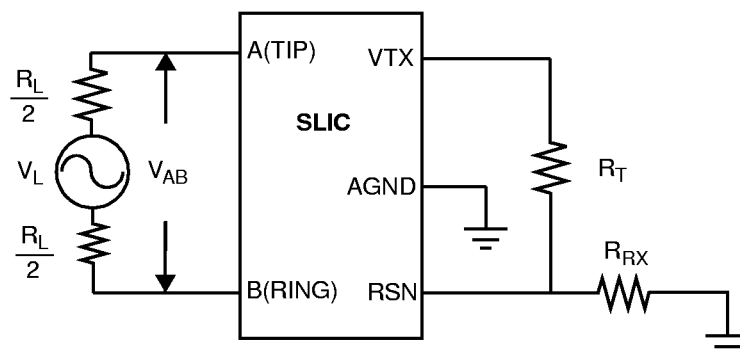 A(TIP)
VTX
R_L
2
SLIC
V_L
V_AB
R_T
AGND
R_L
2
R_RX
B(RING)
RSN